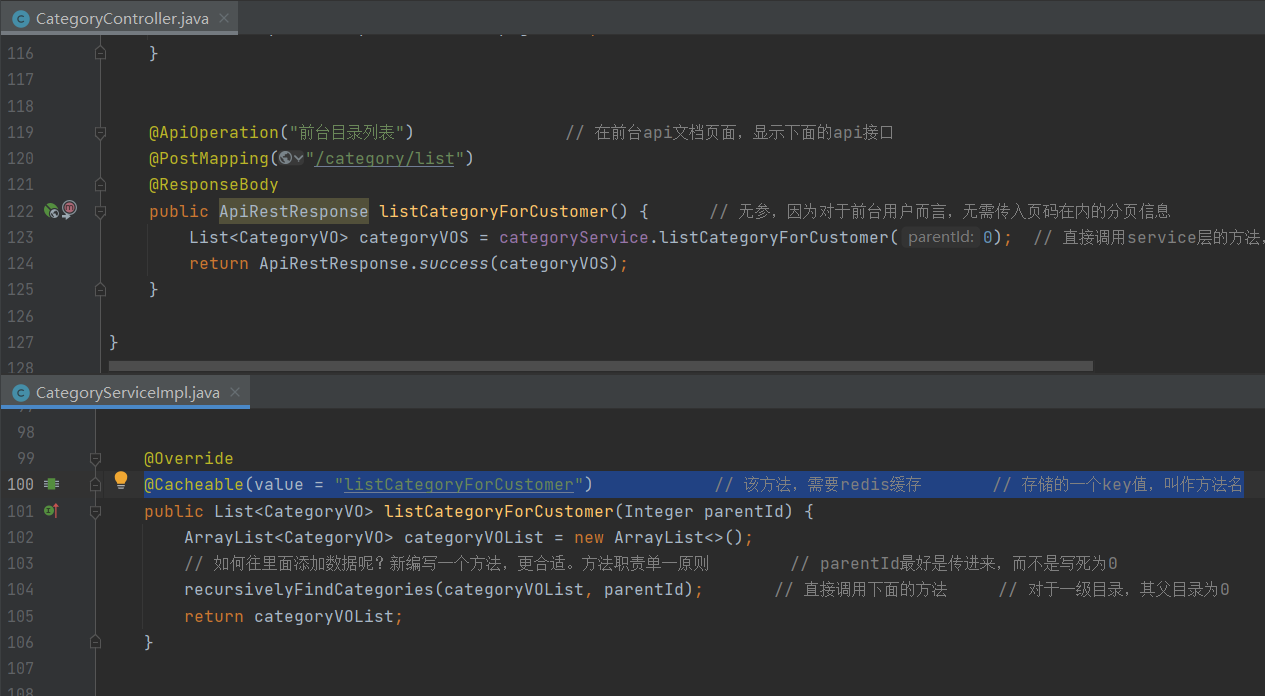 CategoryController.java
116 }
117
118
119 @ApiOperation("前台目录列表") // 在前台api文档页面，显示下面的api接口
120 @PostMapping("/category/list")
121 @ResponseBody
122 public ApiRestResponse listCategoryForCustomer() { // 无参，因为对于前台用户而言，无需传入页码在内的分页信息
123 List<CategoryVO> categoryVOS = categoryService.listCategoryForCustomer( parentId: 0); // 直接调用service层的方法，
124 return ApiRestResponse.success(categoryVOS);
125 }
126
127 }
128
CategoryServiceImpl.java
98
99 @Override
100 @Cacheable(value = "listCategoryForCustomer") // 该方法，需要redis缓存 // 存储的一个key值，叫作方法名
101 public List<CategoryVO> listCategoryForCustomer(Integer parentId) {
102 ArrayList<CategoryVO> categoryVOList = new ArrayList<>();
103 // 如何往里面添加数据呢？新编写一个方法，更合适。方法职责单一原则 // parentId最好是传进来，而不是写死为0
104 recursivelyFindCategories(categoryVOList, parentId); // 直接调用下面的方法 // 对于一级目录，其父目录为0
105 return categoryVOList;
106 }
107
108